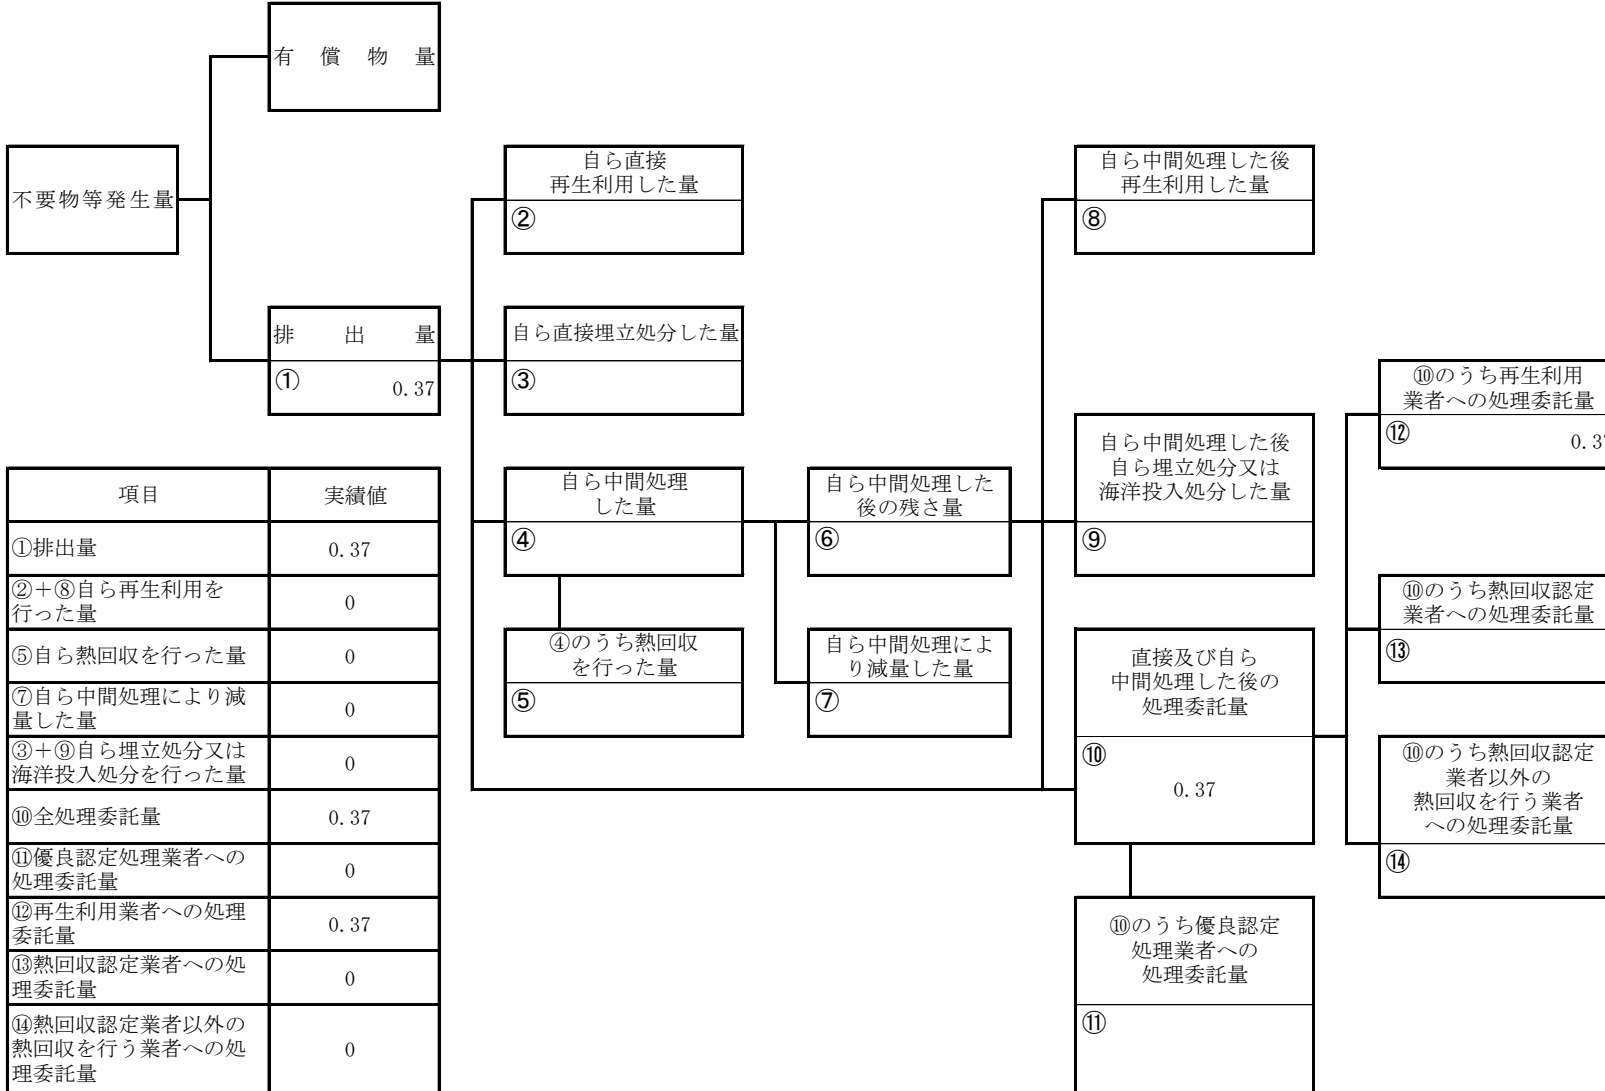 有償物量
不要物等発生量
排出量
① 0.37
自ら直接
再生利用した量
②
自ら直接埋立処分した量
③
自ら中間処理
した量
④
④のうち熱回収
を行った量
⑤
自ら中間処理した
後の残さ量
⑥
自ら中間処理によ
り減量した量
⑦
自ら中間処理した後
再生利用した量
⑧
自ら中間処理した後
自ら埋立処分又は
海洋投入処分した量
⑨
直接及び自ら
中間処理した後の
処理委託量
⑩
0.37
⑩のうち優良認定
処理業者への
処理委託量
⑪
⑩のうち再生利用
業者への処理委託量
⑫ 0.3
⑩のうち熱回収認定
業者への処理委託量
⑬
⑩のうち熱回収認定
業者以外の
熱回収を行う業者
への処理委託量
⑭
項目 実績値
①排出量 0.37
②+⑧自ら再生利用を
行った量 0
⑤自ら熱回収を行った量 0
⑦自ら中間処理により減
量した量 0
③+⑨自ら埋立処分又は
海洋投入処分を行った量 0
⑩全処理委託量 0.37
⑪優良認定処理業者への
処理委託量 0
⑫再生利用業者への処理
委託量 0.37
⑬熱回収認定業者への処
理委託量 0
⑭熱回収認定業者以外の
熱回収を行う業者への処
理委託量 0